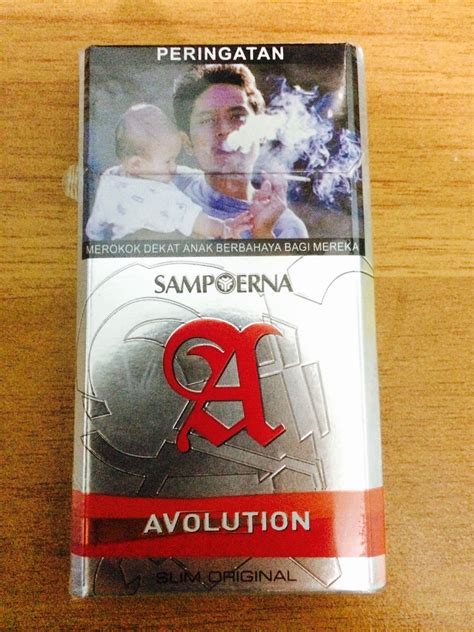 PERINGATAN
MEROKOK DEKAT ANAK BERBAHAYA BAGI MEREKA
SAMPOERNA
A
AVOLUTION
SLIM ORIGINAL